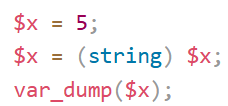 $x = 5;
$x = (string) $x;
var_dump($x);